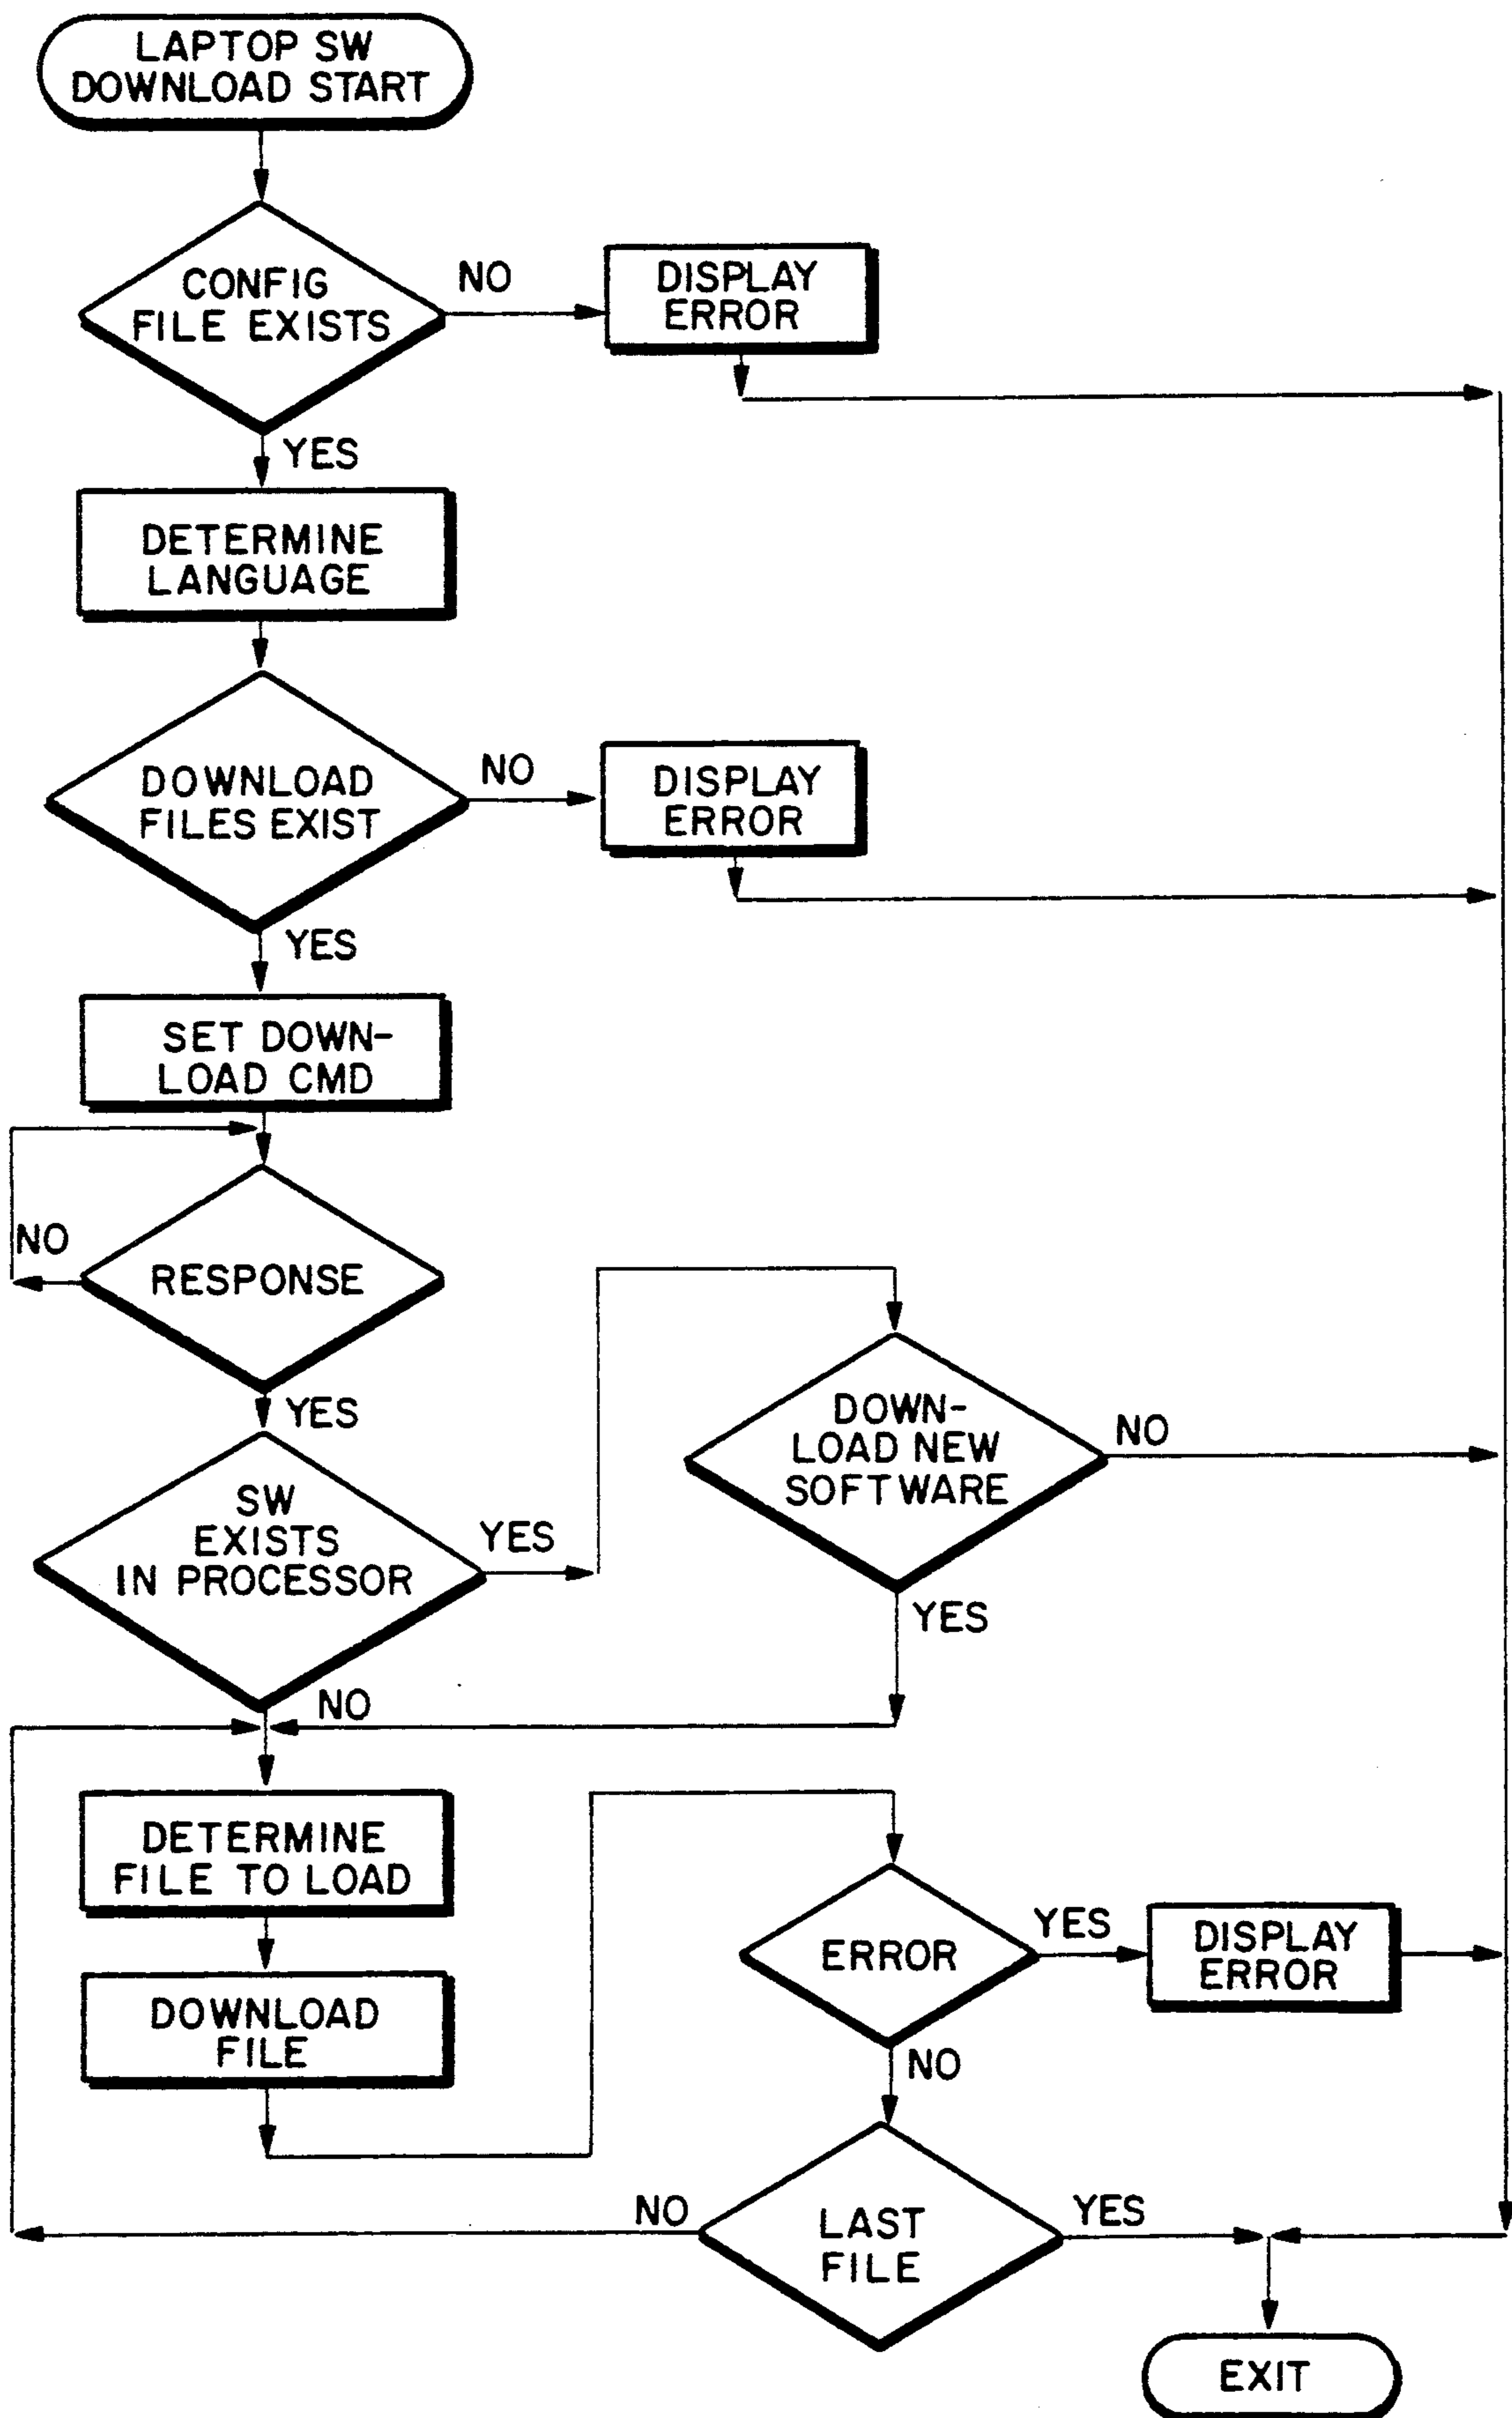 LAPTOP SW
DOWNLOAD START
CONFIG
FILE EXISTS
NO
DISPLAY
ERROR
YES
DETERMINE
LANGUAGE
DOWNLOAD
FILES EXIST
NO
DISPLAY
ERROR
YES
SET DOWN-
LOAD CMD
NO
RESPONSE
YES
SW
EXISTS
IN PROCESSOR
YES
DOWN-
LOAD NEW
SOFTWARE
NO
YES
NO
DETERMINE
FILE TO LOAD
DOWNLOAD
FILE
ERROR
YES
DISPLAY
ERROR
NO
NO
LAST
FILE
YES
EXIT